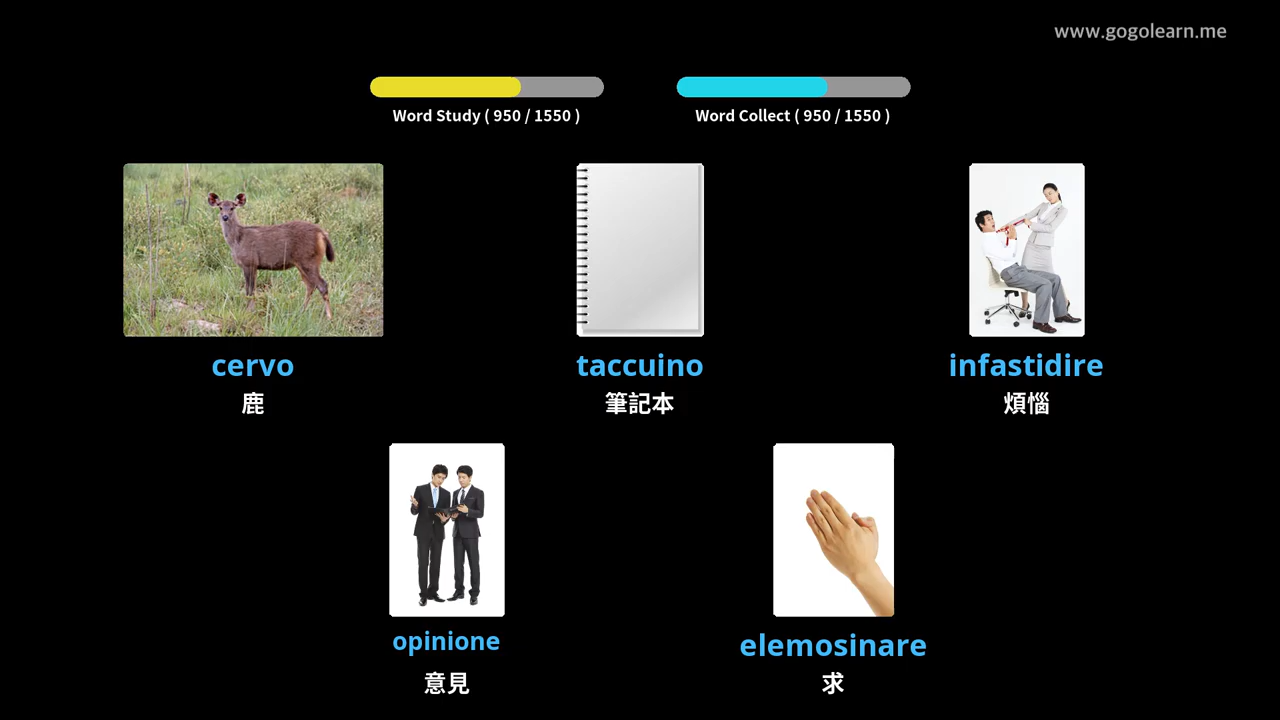 www.gogolearn.me
Word Study ( 950 / 1550 )
Word Collect ( 950 / 1550 )
cervo
鹿
taccuino
筆記本
infastidire
煩惱
opinione
意見
elemosinare
求